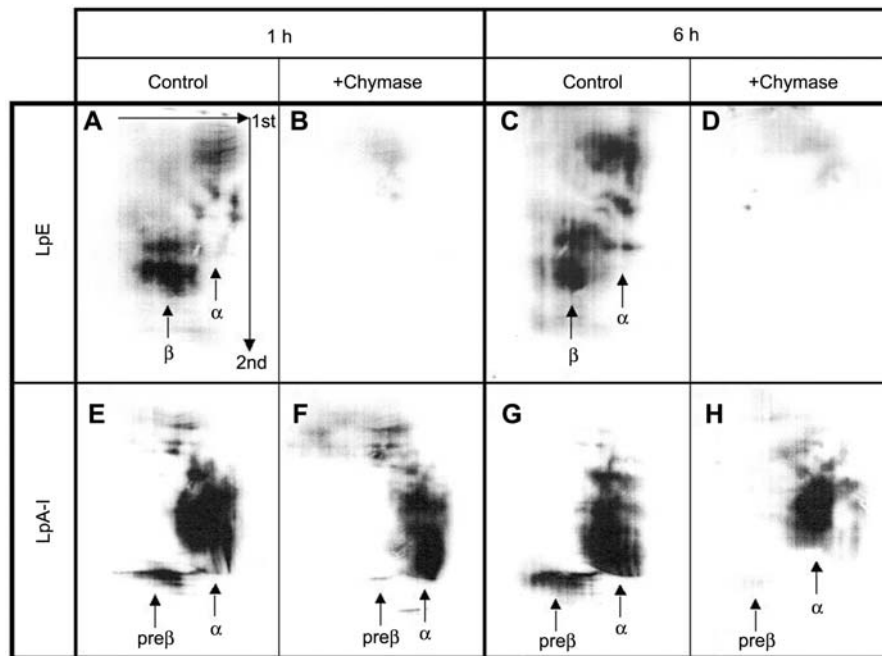 1 h 6 h
Control +Chymase Control +Chymase
LpE
A 1st B C D
α α
β 2nd β
LpA-I
E F G H
preβ α preβ α preβ α preβ α